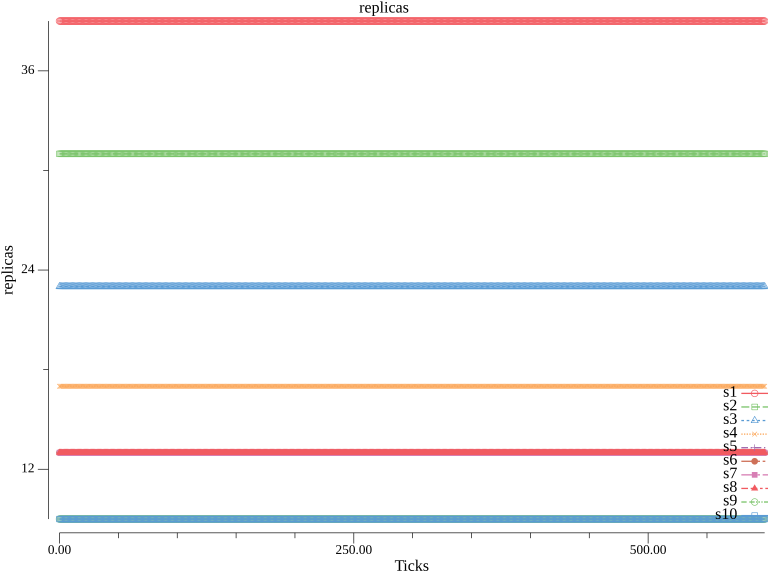 replicas
36
24
12
replicas
s1
s2
s3
s4
s5
s6
s7
s8
s9
s10
0.00 250.00 500.00
Ticks